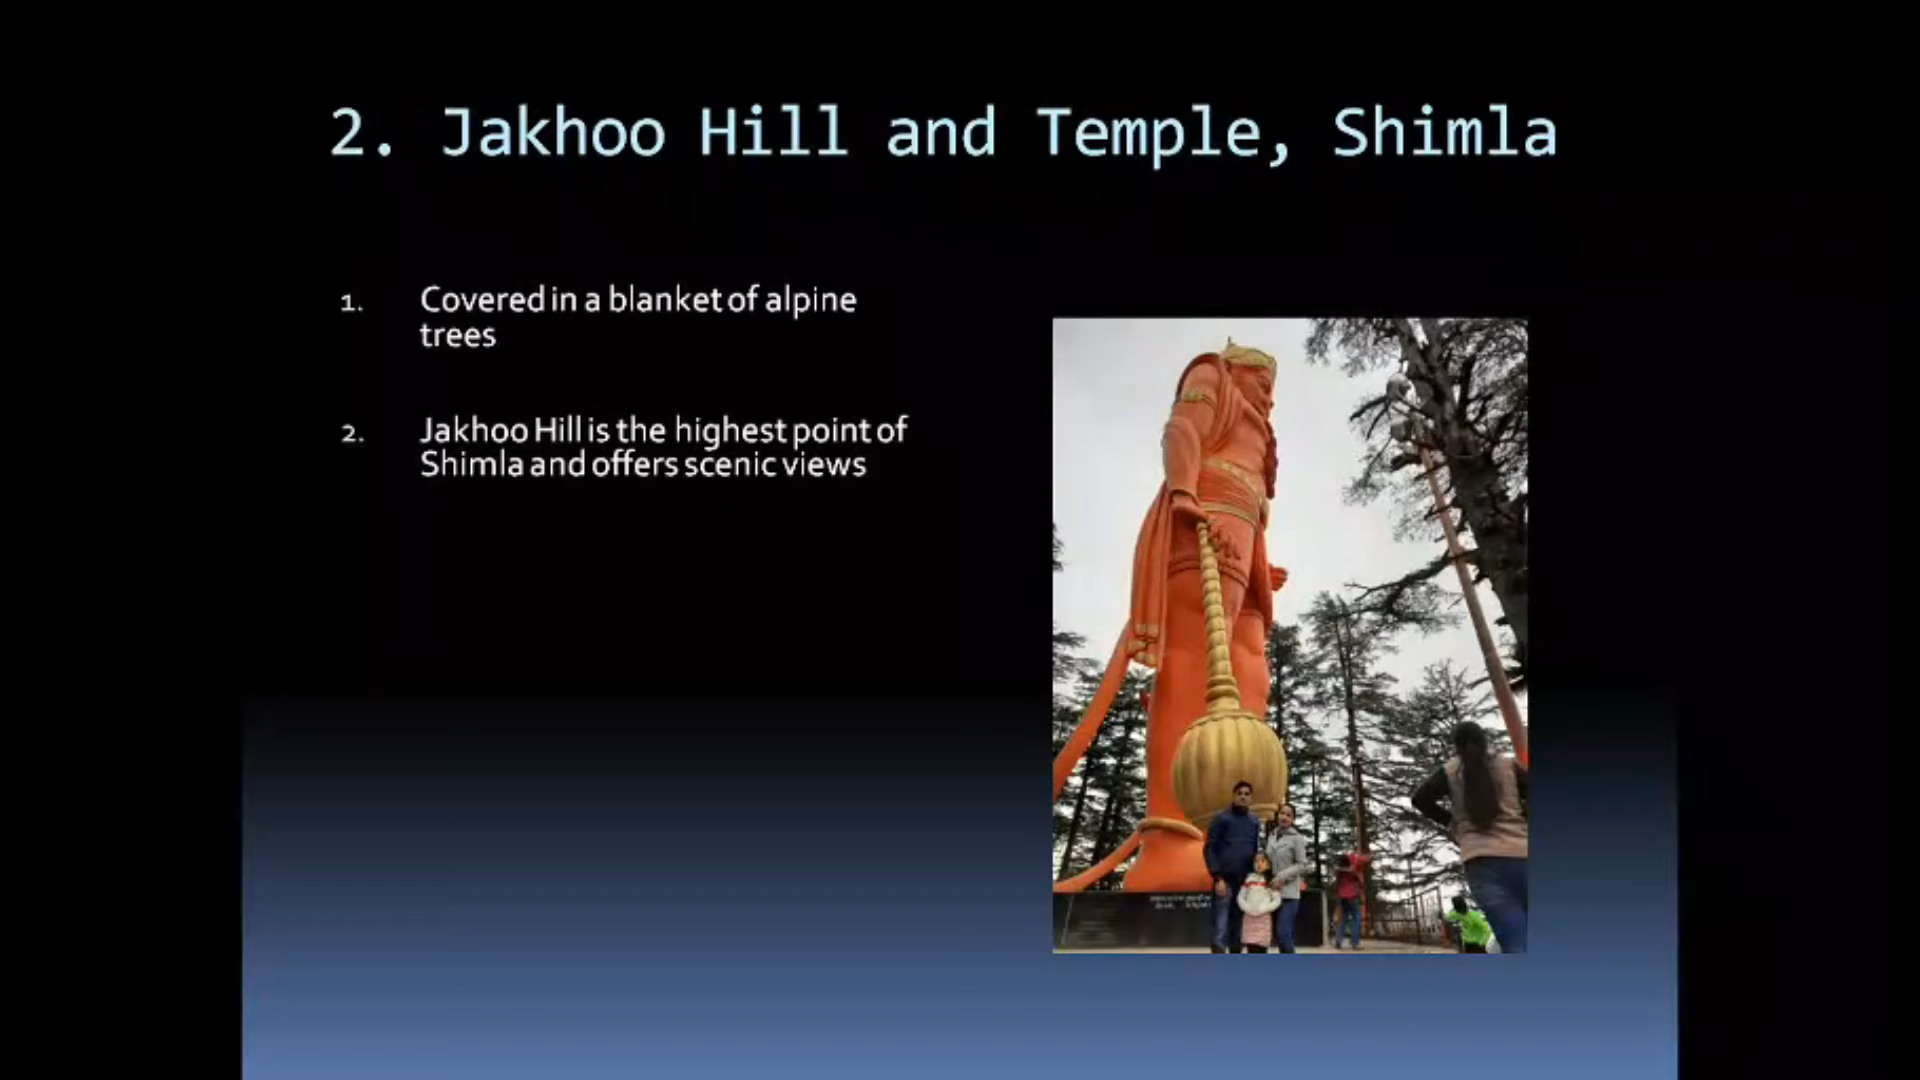 2. Jakhoo Hill and Temple, Shimla
1. Covered in a blanket of alpine
trees
2. Jakhoo Hill is the highest point of
Shimla and offers scenic views